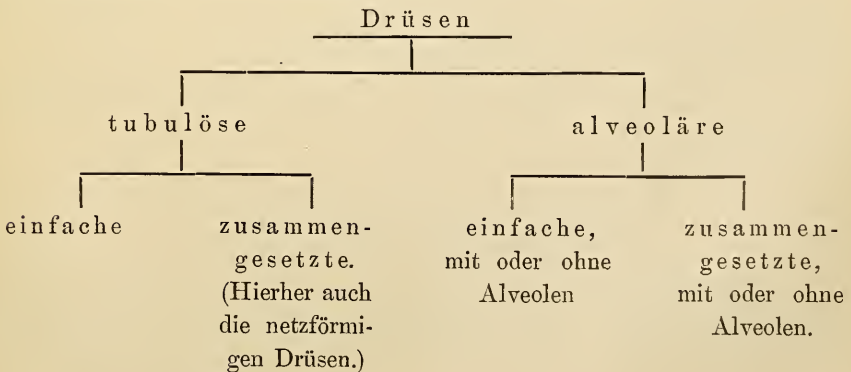 Drüsen
tubulöse
alveoläre
einfache
zusammen-
gesetzte.
(Hierher auch
die netzförmi-
gen Drüsen.)
einfache,
mit oder ohne
Alveolen
zusammen-
gesetzte,
mit oder ohne
Alveolen.